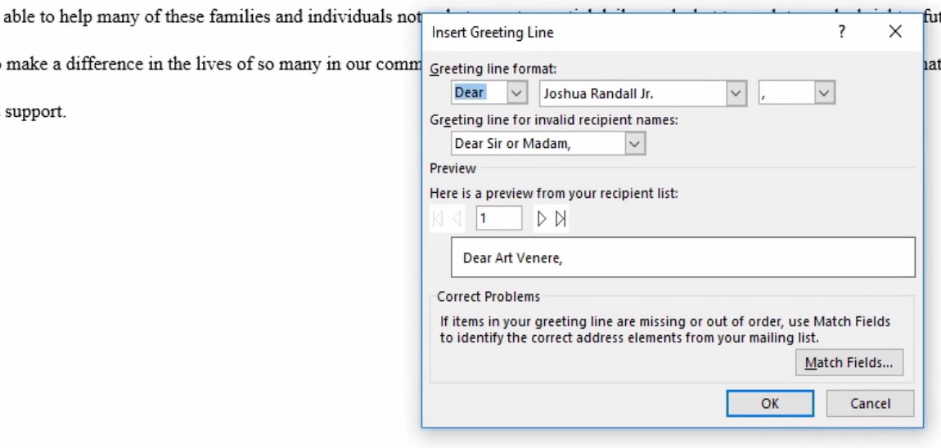 able to help many of these families and individuals not
Insert Greeting Line
? X
fut
make a difference in the lives of so many in our comm
Greeting line format:
Dear Joshua Randall Jr. ,
support.
Greeting line for invalid recipient names:
Dear Sir or Madam,
Preview
Here is a preview from your recipient list:
1
Dear Art Venere,
Correct Problems
If items in your greeting line are missing or out of order, use Match Fields
to identify the correct address elements from your mailing list.
Match Fields...
OK Cancel